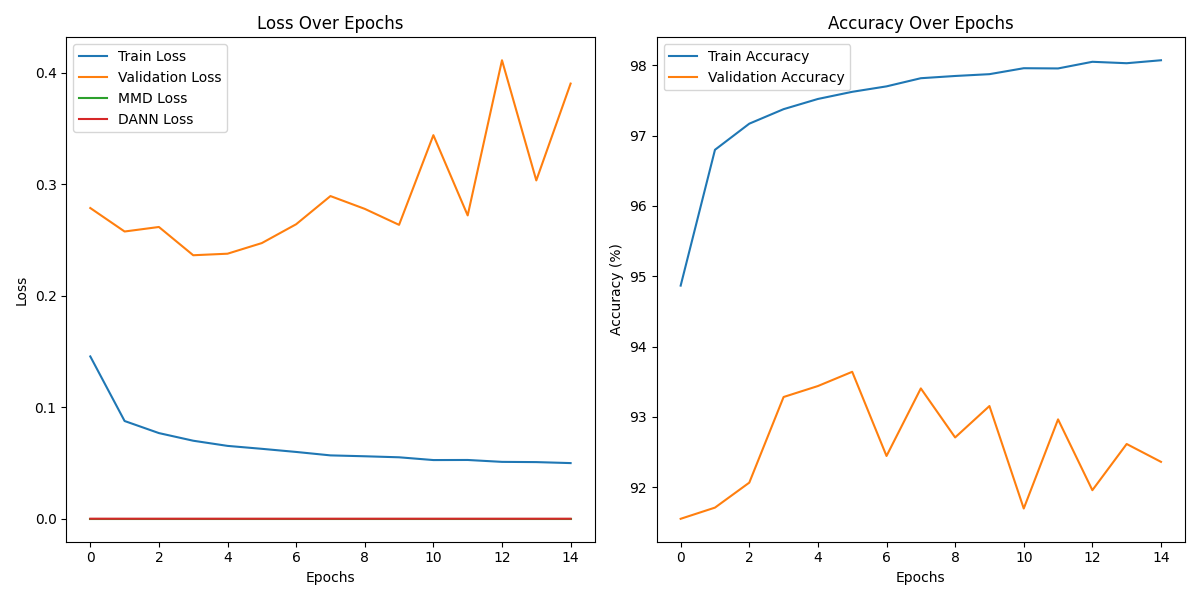 Loss Over Epochs
Train Loss
Validation Loss
MMD Loss
DANN Loss
0.4
0.3
0.2
0.1
0.0
Loss
0 2 4 6 8 10 12 14
Epochs
Accuracy Over Epochs
Train Accuracy
Validation Accuracy
98
97
96
95
94
93
92
Accuracy (%)
0 2 4 6 8 10 12 14
Epochs